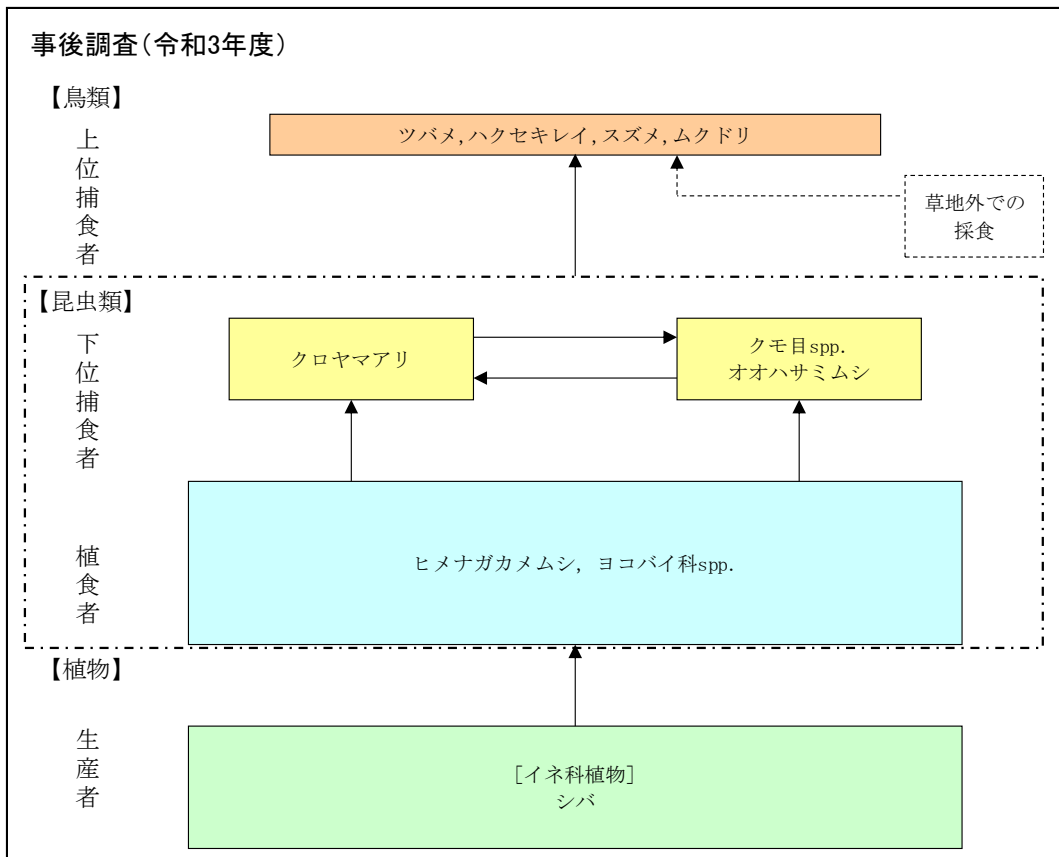 事後調査(令和3年度)
【鳥類】
上位捕食者
ツバメ,ハクセキレイ,スズメ,ムクドリ
草地外での
採食
【昆虫類】
下位捕食者
クロヤマアリ
クモ目spp.
オオハサミムシ
植食者
ヒメナガカメムシ, ヨコバイ科spp.
【植物】
生産者
[イネ科植物]
シバ